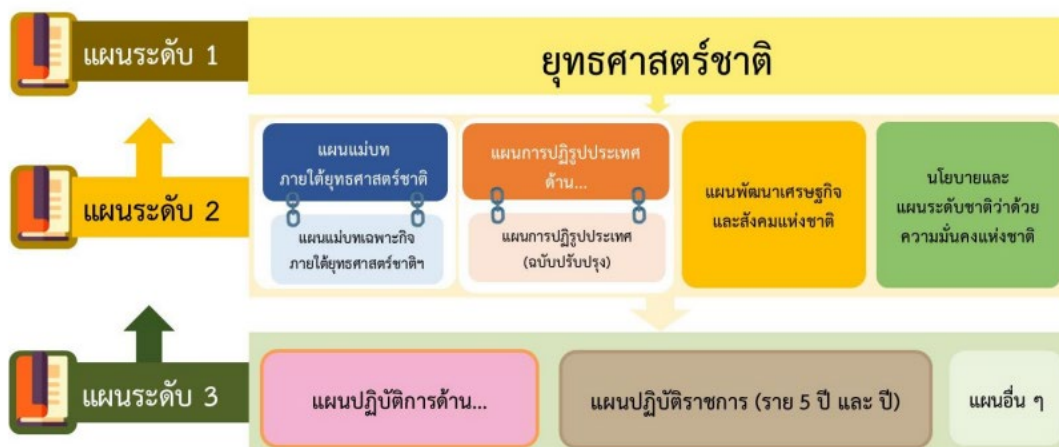 แผนระดับ 1
ยุทธศาสตร์ชาติ
แผนระดับ 2
แผนแม่บท
ภายใต้ยุทธศาสตร์ชาติ
แผนแม่บทเฉพาะกิจ
ภายใต้ยุทธศาสตร์ชาติฯ
แผนการปฏิรูปประเทศ
ด้าน...
แผนการปฏิรูปประเทศ
(ฉบับปรับปรุง)
แผนพัฒนาเศรษฐกิจ
และสังคมแห่งชาติ
นโยบายและ
แผนระดับชาติว่าด้วย
ความมั่นคงแห่งชาติ
แผนระดับ 3
แผนปฏิบัติการด้าน...
แผนปฏิบัติราชการ (ราย 5 ปี และ ปี)
แผนอื่น ๆ